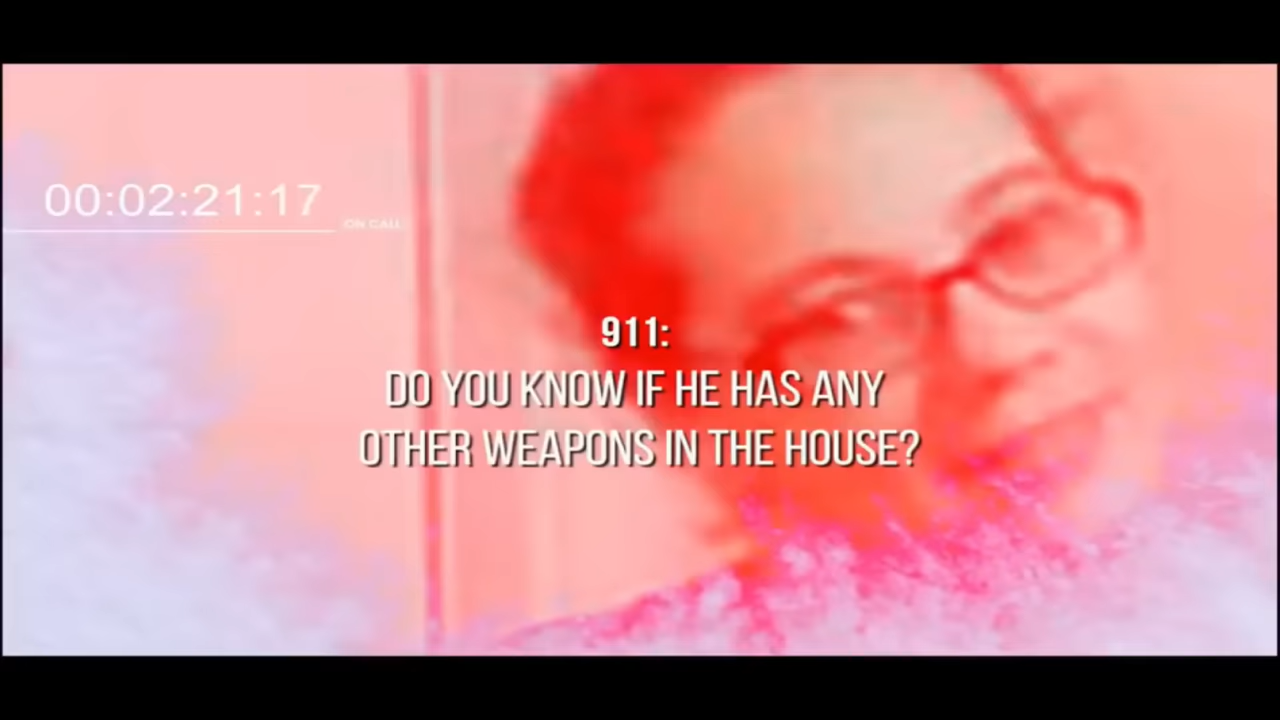 00:02:21:17
ON CALL
911:
DO YOU KNOW IF HE HAS ANY
OTHER WEAPONS IN THE HOUSE?